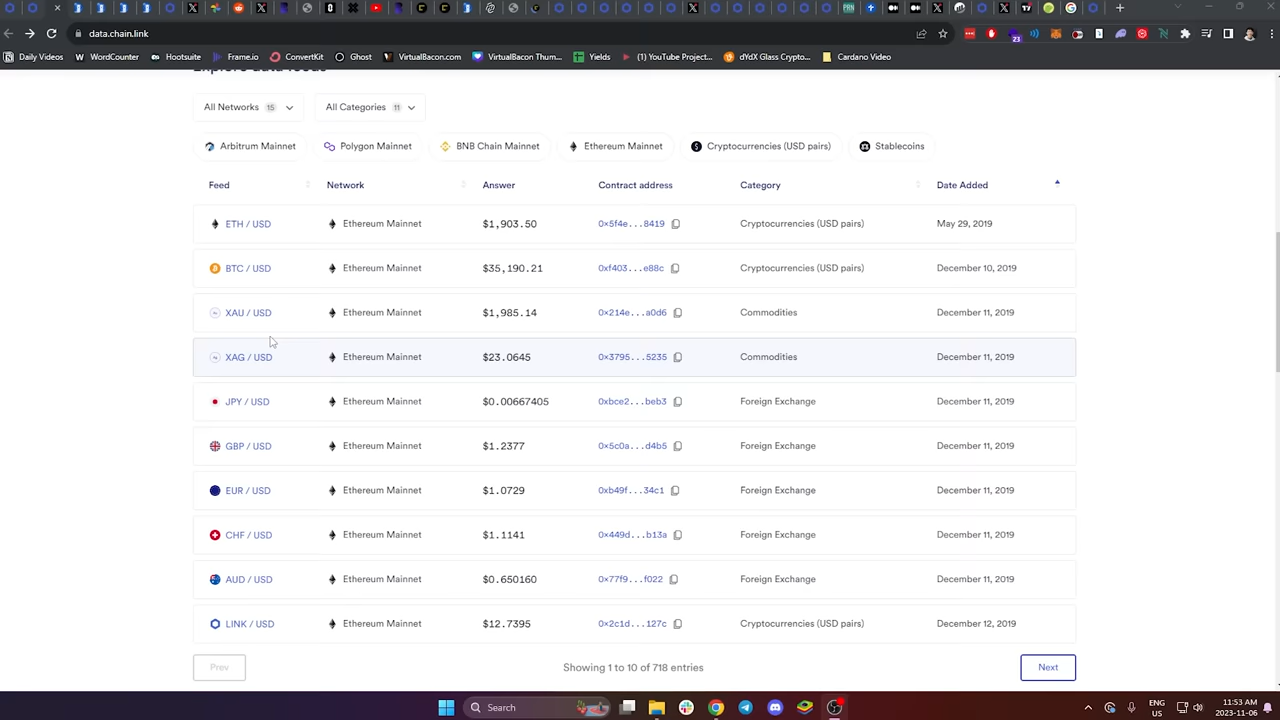 data.chain.link
Daily Videos
WordCounter
Hootsuite
Frame.io
ConvertKit
Ghost
VirtualBacon.com
VirtualBacon Thum...
Yields
[YouTube Project...
dYdX Glass Crypto...
Cardano Video
Explore data feeds
All Networks 15
All Categories 11
Arbitrum Mainnet
Polygon Mainnet
BNB Chain Mainnet
Ethereum Mainnet
Cryptocurrencies (USD pairs)
Stablecoins
Feed Network Answer Contract address Category Date Added
ETH / USD Ethereum Mainnet $1,903.50 0x5f4e...8419 Cryptocurrencies (USD pairs) May 29, 2019
BTC / USD Ethereum Mainnet $35,190.21 0xf403...e88c Cryptocurrencies (USD pairs) December 10, 2019
XAU / USD Ethereum Mainnet $1,985.14 0x214e...a0d6 Commodities December 11, 2019
XAG / USD Ethereum Mainnet $23.0645 0x3795...5235 Commodities December 11, 2019
JPY / USD Ethereum Mainnet $0.00667405 0xbce2...beb3 Foreign Exchange December 11, 2019
GBP / USD Ethereum Mainnet $1.2377 0x5c0a...d4b5 Foreign Exchange December 11, 2019
EUR / USD Ethereum Mainnet $1.0729 0xb49f...34c1 Foreign Exchange December 11, 2019
CHF / USD Ethereum Mainnet $1.1141 0x449d...b13a Foreign Exchange December 11, 2019
AUD / USD Ethereum Mainnet $0.650160 0x77f9...f022 Foreign Exchange December 11, 2019
LINK / USD Ethereum Mainnet $12.7395 0x2c1d...127c Cryptocurrencies (USD pairs) December 12, 2019
Prev
Showing 1 to 10 of 718 entries
Next
Search
ENG
US
11:53 AM
2023-11-06